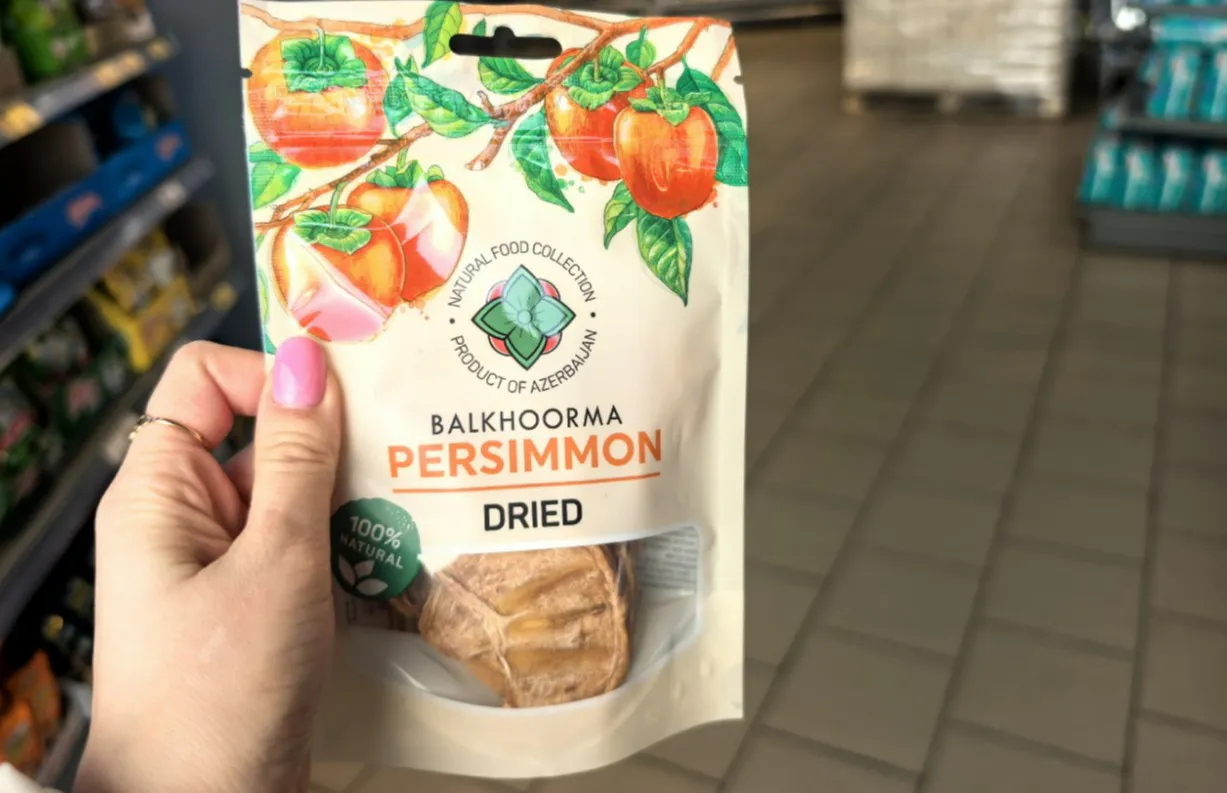 NATURAL FOOD COLLECTION
PRODUCT OF AZERBAIJAN
BALKHOORMA
PERSIMMON
DRIED
100%
NATURAL